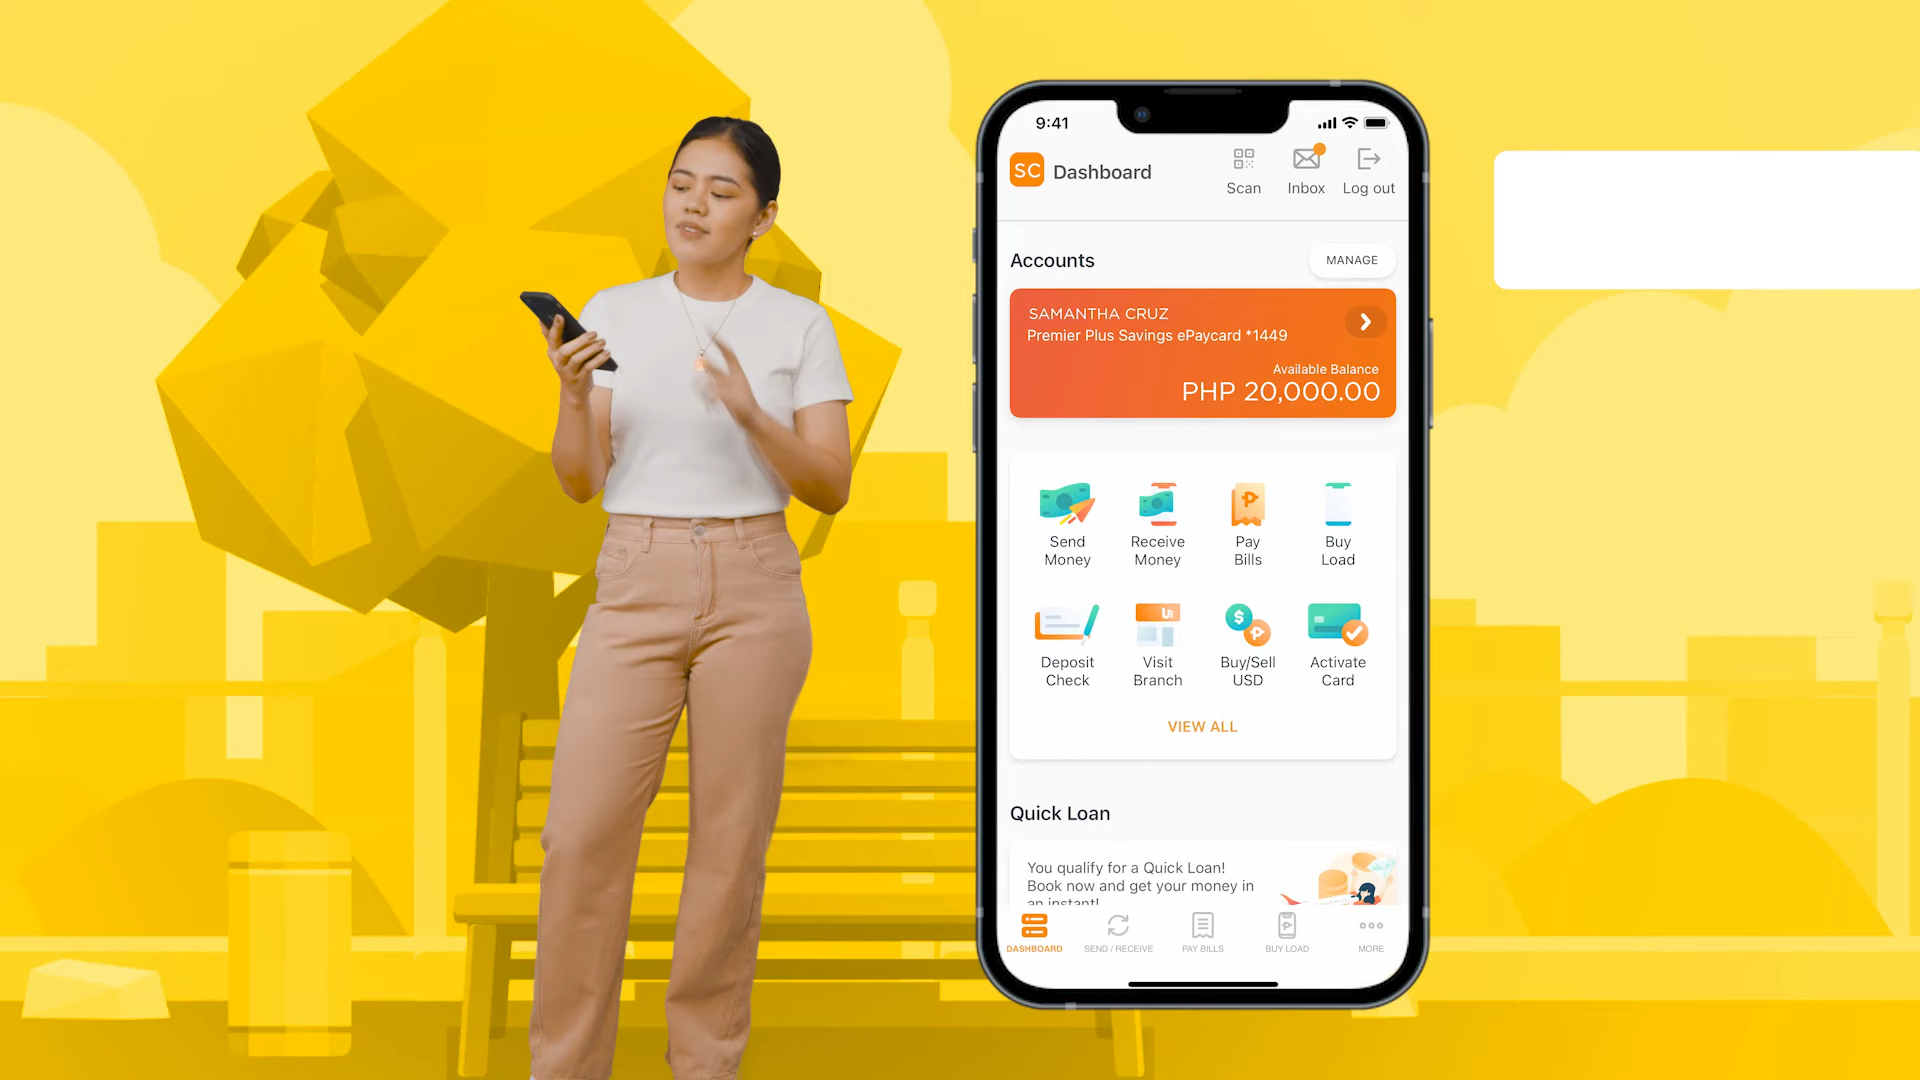 9:41
SC Dashboard
Scan
Inbox
Log out
Accounts
MANAGE
SAMANTHA CRUZ
Premier Plus Savings ePaycard *1449
Available Balance
PHP 20,000.00
Send
Money
Receive
Money
Pay
Bills
Buy
Load
Deposit
Check
UB
Visit
Branch
Buy/Sell
USD
Activate
Card
VIEW ALL
Quick Loan
You qualify for a Quick Loan!
Book now and get your money in
an instant!
DASHBOARD
SEND / RECEIVE
PAY BILLS
BUY LOAD
MORE